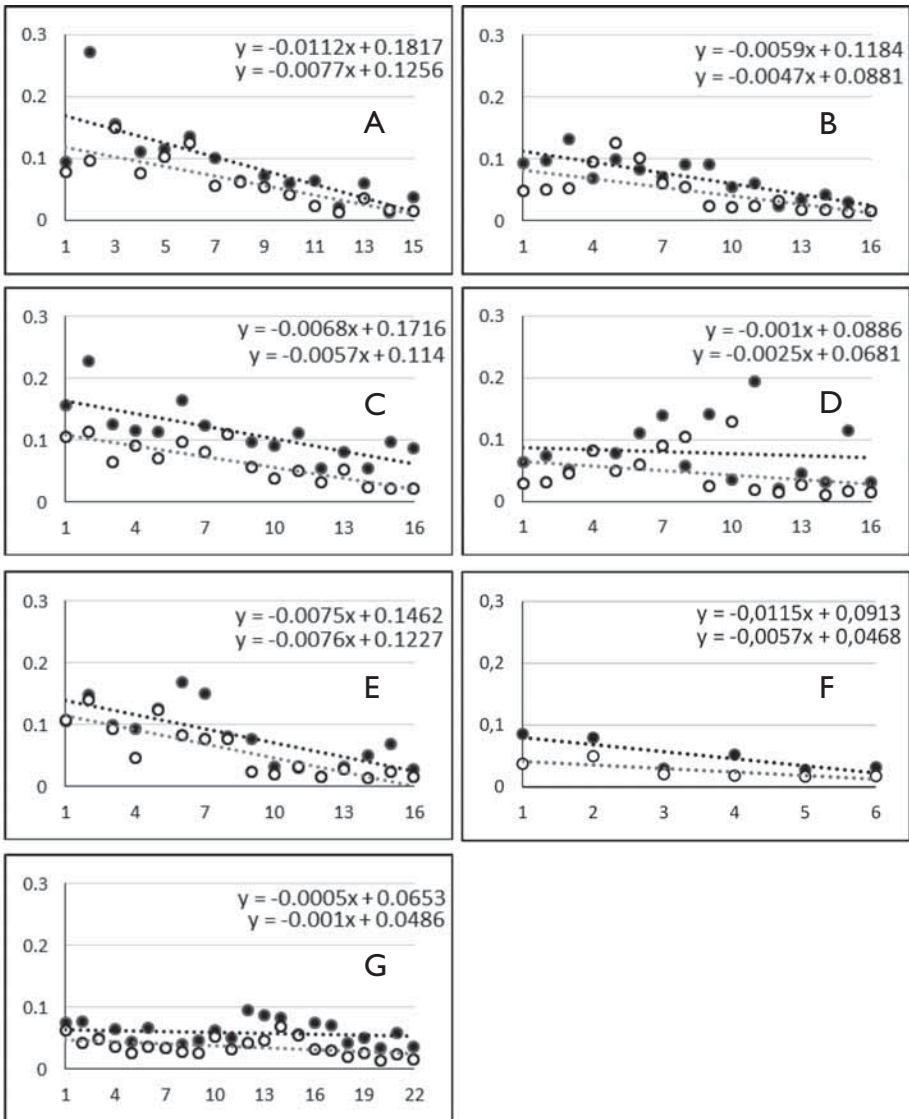 0.3
y = -0.0112x + 0.1817
y = -0.0077x + 0.1256
0.2
A
0.1
0
1 3 5 7 9 11 13 15
0.3
y = -0.0059x + 0.1184
y = -0.0047x + 0.0881
0.2
B
0.1
0
1 4 7 10 13 16
0.3
y = -0.0068x + 0.1716
y = -0.0057x + 0.114
0.2
C
0.1
0
1 4 7 10 13 16
0.3
y = -0.001x + 0.0886
y = -0.0025x + 0.0681
0.2
D
0.1
0
1 4 7 10 13 16
0.3
y = -0.0075x + 0.1462
y = -0.0076x + 0.1227
0.2
E
0.1
0
1 4 7 10 13 16
0,3
y = -0,0115x + 0,0913
y = -0,0057x + 0,0468
0,2
F
0,1
0
1 2 3 4 5 6
0.3
y = -0.0005x + 0.0653
y = -0.001x + 0.0486
0.2
G
0.1
0
1 4 7 10 13 16 19 22